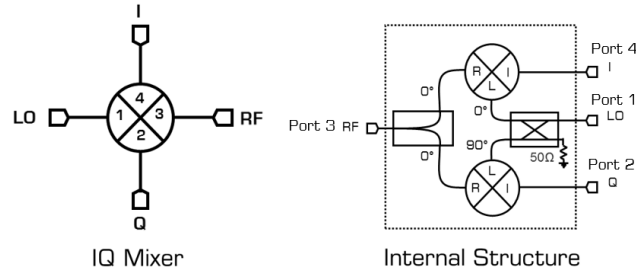 I
LO
1
4
3
2
RF
Q
IQ Mixer
Port 4
I
R
L
I
0°
0°
Port 1
LO
Port 3 RF
0°
90°
50Ω
L
R
I
Port 2
Q
Internal Structure